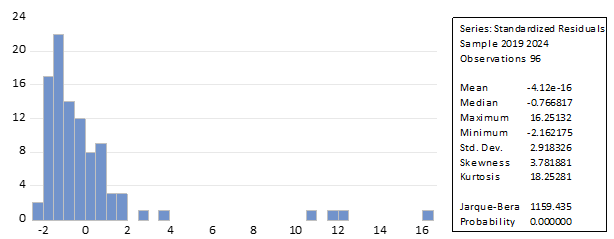 24
20
16
12
8
4
0
-2 0 2 4 6 8 10 12 14 16
Series: Standardized Residuals
Sample 2019 2024
Observations 96
Mean -4.12e-16
Median -0.766817
Maximum 16.25132
Minimum -2.162175
Std. Dev. 2.918326
Skewness 3.781881
Kurtosis 18.25281
Jarque-Bera 1159.435
Probability 0.000000